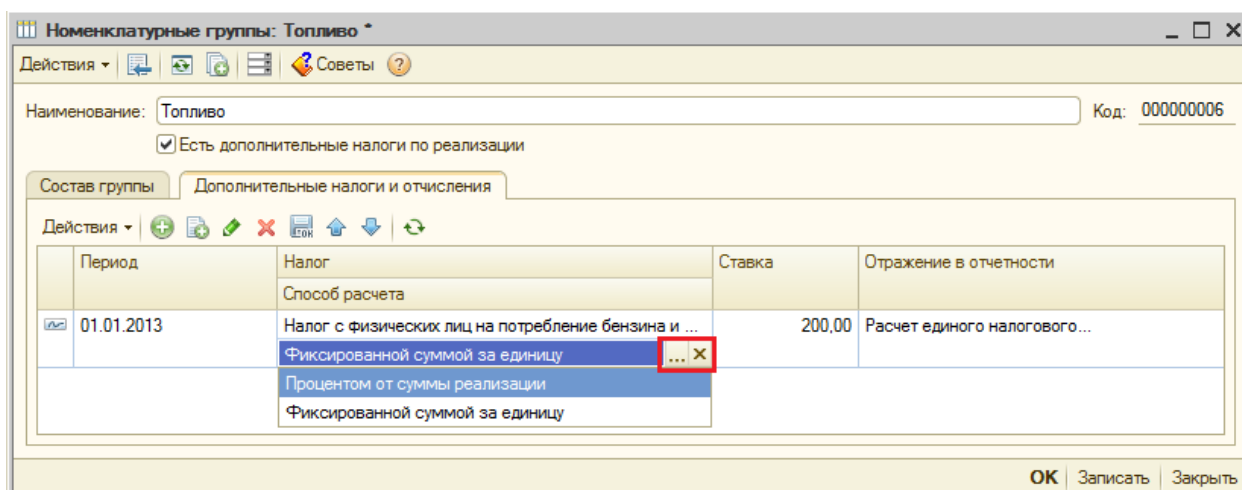 Номенклатурные группы: Топливо *
Действия Советы
Наименование: Топливо Код: 000000006
Есть дополнительные налоги по реализации
Состав группы Дополнительные налоги и отчисления
Действия
Период Налог Ставка Отражение в отчетности
Способ расчета
01.01.2013 Налог с физических лиц на потребление бензина и ... 200,00 Расчет единого налогового...
Фиксированной суммой за единицу ...
Процентом от суммы реализации
Фиксированной суммой за единицу
ОК Записать Закрыть